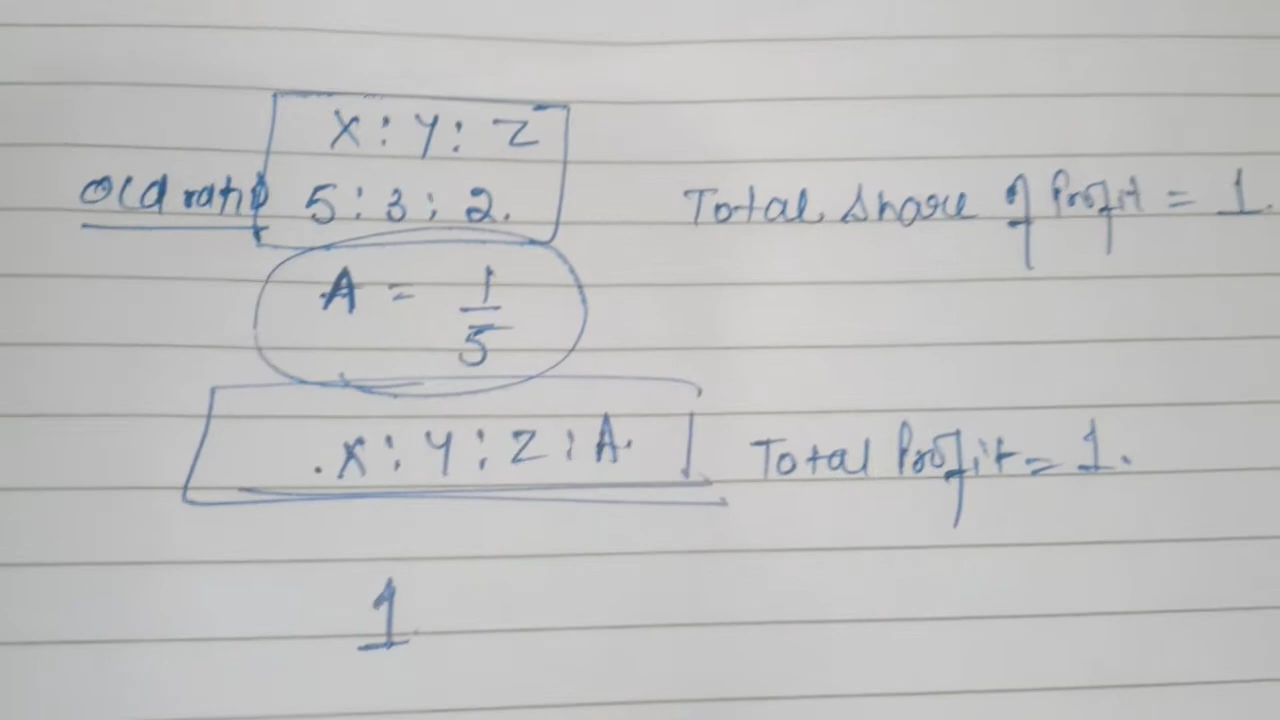 X : Y : Z
Old ratio 5 : 3 : 2. Total Share of Profit = 1.
A = 1/5
X : Y : Z : A. Total Profit = 1.
1